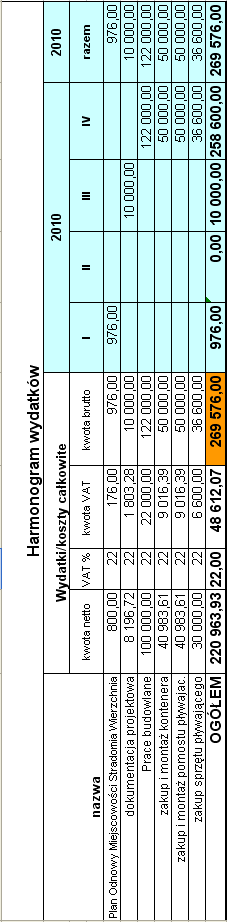 Harmonogram wydatków
nazwa Wydatki/koszty całkowite 2010 2010
kwota netto VAT % kwota VAT kwota brutto I II III IV razem
Plan Odnowy Miejscowości Stradomia Wierzchnia 800,00 22 176,00 976,00 976,00 976,00
dokumentacja projektowa 8 196,72 22 1 803,28 10 000,00 10 000,00 10 000,00
Prace budowlane 100 000,00 22 22 000,00 122 000,00 122 000,00 122 000,00
zakup i montaż kontenera 40 983,61 22 9 016,39 50 000,00 50 000,00 50 000,00
zakup i montaż pomostu pływając. 40 983,61 22 9 016,39 50 000,00 50 000,00 50 000,00
zakup sprzętu pływającego 30 000,00 22 6 600,00 36 600,00 36 600,00 36 600,00
OGÓŁEM 220 963,93 22,00 48 612,07 269 576,00 976,00 0,00 10 000,00 258 600,00 269 576,00